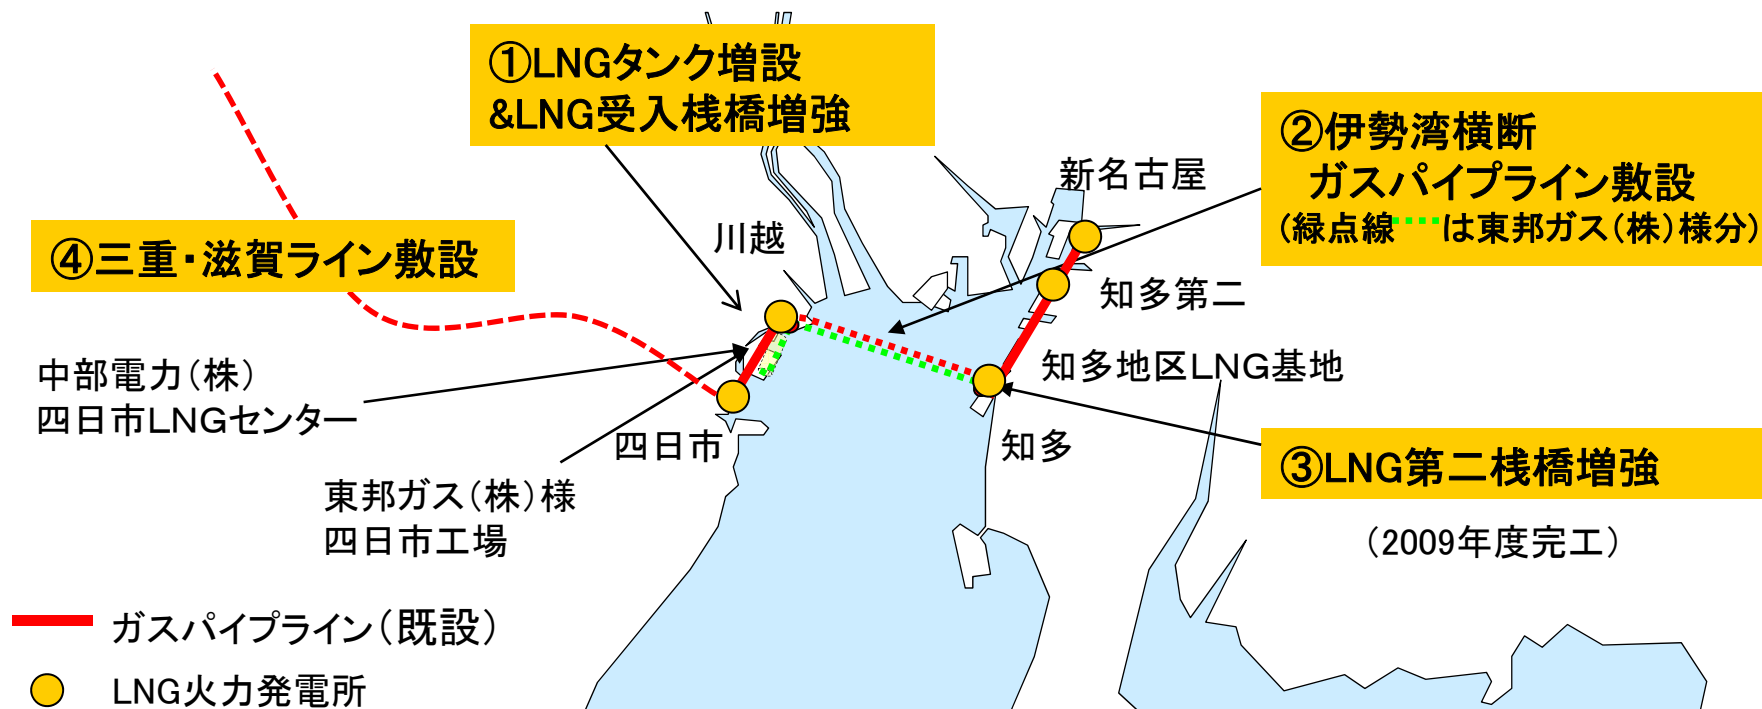 ①LNGタンク増設
&LNG受入桟橋増強
②伊勢湾横断
ガスパイプライン敷設
(緑点線 は東邦ガス(株)様分)
新名古屋
川越
④三重・滋賀ライン敷設
知多第二
中部電力(株)
四日市LNGセンター
知多地区LNG基地
四日市
知多
③LNG第二桟橋増強
東邦ガス(株)様
四日市工場
(2009年度完工)
ガスパイプライン(既設)
LNG火力発電所